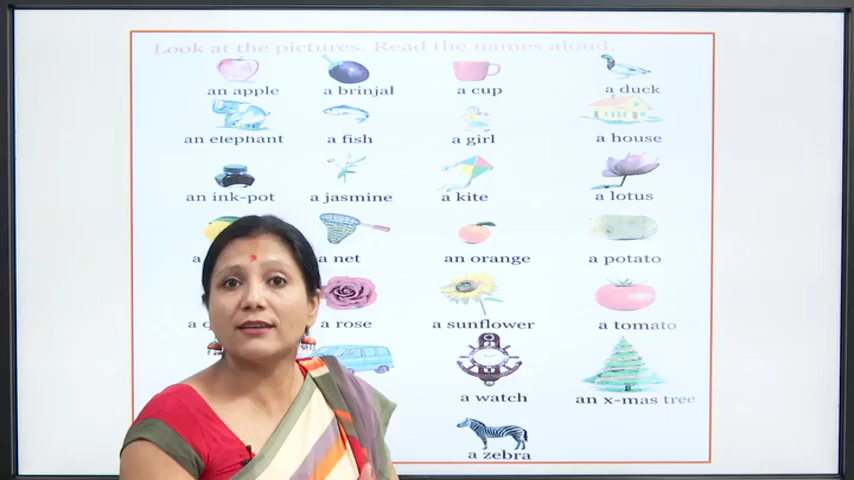 Look at the pictures. Read the names aloud.
an apple a brinjal a cup a duck
an elephant a fish a girl a house
an ink-pot a jasmine a kite a lotus
a net an orange a potato
a rose a sunflower a tomato
a watch an x-mas tree
a zebra